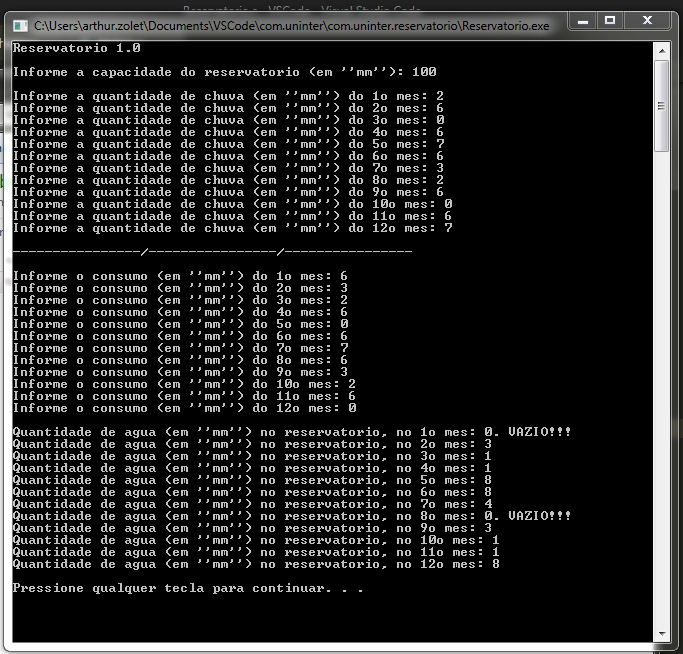 Reservatorio.c - VSCode - Visual Studio Code
C:\Users\arthur.zolet\Documents\VSCode\com.uninter\com.uninter.reservatorio\Reservatorio.exe
Reservatorio 1.0
Informe a capacidade do reservatorio (em ''mm''): 100
Informe a quantidade de chuva (em ''mm'') do 1o mes: 2
Informe a quantidade de chuva (em ''mm'') do 2o mes: 6
Informe a quantidade de chuva (em ''mm'') do 3o mes: 0
Informe a quantidade de chuva (em ''mm'') do 4o mes: 6
Informe a quantidade de chuva (em ''mm'') do 5o mes: 7
Informe a quantidade de chuva (em ''mm'') do 6o mes: 6
Informe a quantidade de chuva (em ''mm'') do 7o mes: 3
Informe a quantidade de chuva (em ''mm'') do 8o mes: 2
Informe a quantidade de chuva (em ''mm'') do 9o mes: 6
Informe a quantidade de chuva (em ''mm'') do 10o mes: 0
Informe a quantidade de chuva (em ''mm'') do 11o mes: 6
Informe a quantidade de chuva (em ''mm'') do 12o mes: 7
----------------/----------------/----------------
Informe o consumo (em ''mm'') do 1o mes: 6
Informe o consumo (em ''mm'') do 2o mes: 3
Informe o consumo (em ''mm'') do 3o mes: 2
Informe o consumo (em ''mm'') do 4o mes: 6
Informe o consumo (em ''mm'') do 5o mes: 0
Informe o consumo (em ''mm'') do 6o mes: 6
Informe o consumo (em ''mm'') do 7o mes: 7
Informe o consumo (em ''mm'') do 8o mes: 6
Informe o consumo (em ''mm'') do 9o mes: 3
Informe o consumo (em ''mm'') do 10o mes: 2
Informe o consumo (em ''mm'') do 11o mes: 6
Informe o consumo (em ''mm'') do 12o mes: 0
Quantidade de agua (em ''mm'') no reservatorio, no 1o mes: 0. VAZIO!!!
Quantidade de agua (em ''mm'') no reservatorio, no 2o mes: 3
Quantidade de agua (em ''mm'') no reservatorio, no 3o mes: 1
Quantidade de agua (em ''mm'') no reservatorio, no 4o mes: 1
Quantidade de agua (em ''mm'') no reservatorio, no 5o mes: 8
Quantidade de agua (em ''mm'') no reservatorio, no 6o mes: 8
Quantidade de agua (em ''mm'') no reservatorio, no 7o mes: 4
Quantidade de agua (em ''mm'') no reservatorio, no 8o mes: 0. VAZIO!!!
Quantidade de agua (em ''mm'') no reservatorio, no 9o mes: 3
Quantidade de agua (em ''mm'') no reservatorio, no 10o mes: 1
Quantidade de agua (em ''mm'') no reservatorio, no 11o mes: 1
Quantidade de agua (em ''mm'') no reservatorio, no 12o mes: 8
Pressione qualquer tecla para continuar. . .